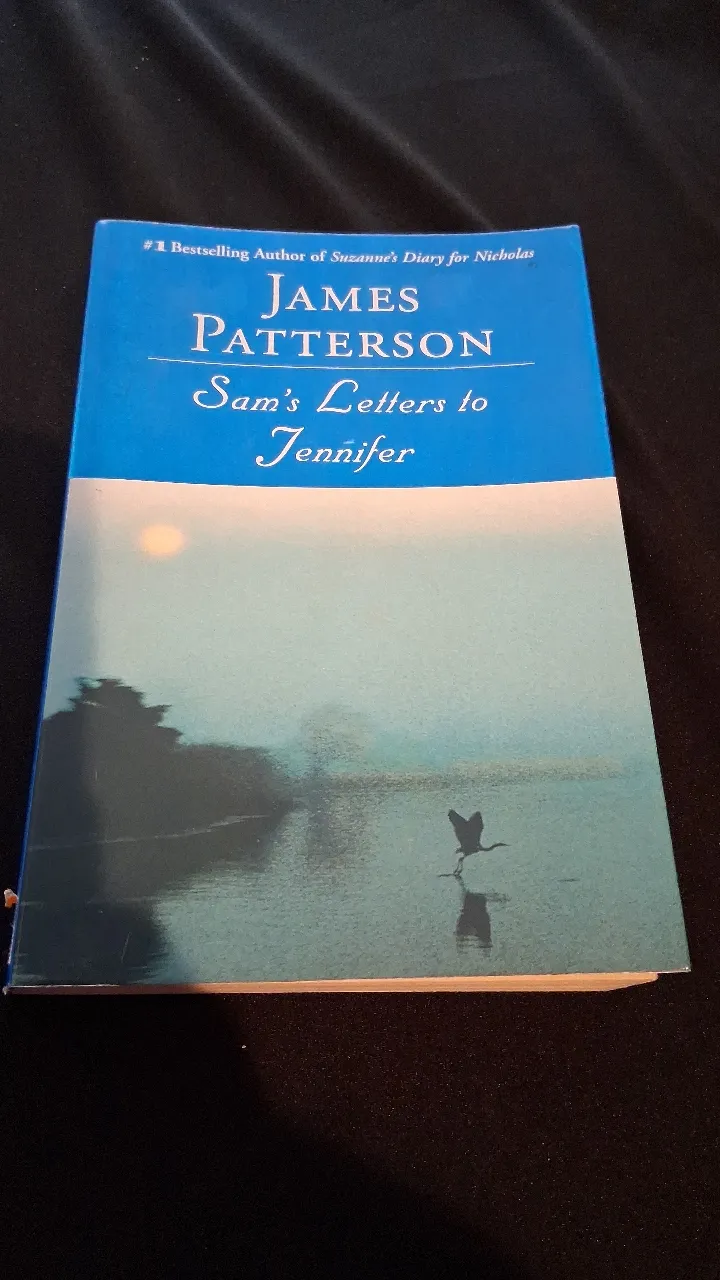 #1 Bestselling Author of Suzanne's Diary for Nicholas
JAMES
PATTERSON
Sam's Letters to
Jennifer